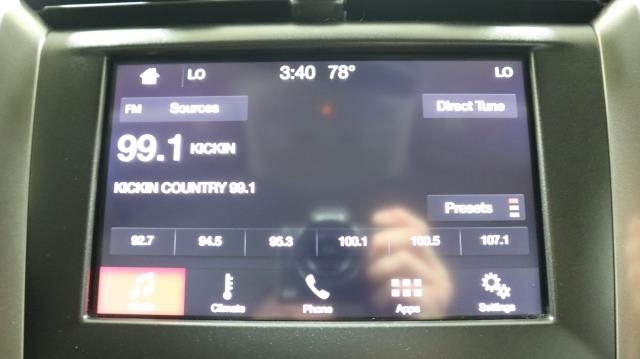 LO 3:40 78° LO
FM Sources Direct Tune
99.1 KICKIN
KICKIN COUNTRY 99.1
Presets
92.7 94.5 95.3 100.1 100.5 107.1
Audio Climate Phone Apps Settings